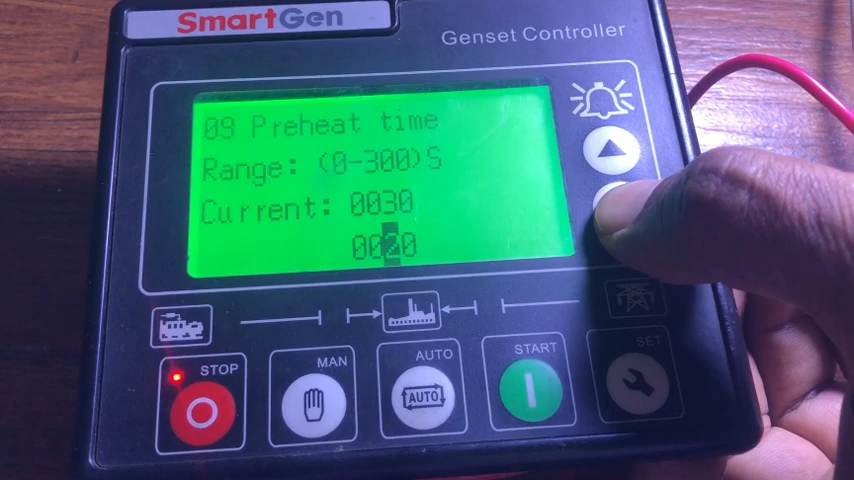 SmartGen
Genset Controller
09 Preheat time
Range: (0-300)S
Current: 0030
0020
STOP
MAN
AUTO
START
SET
AUTO